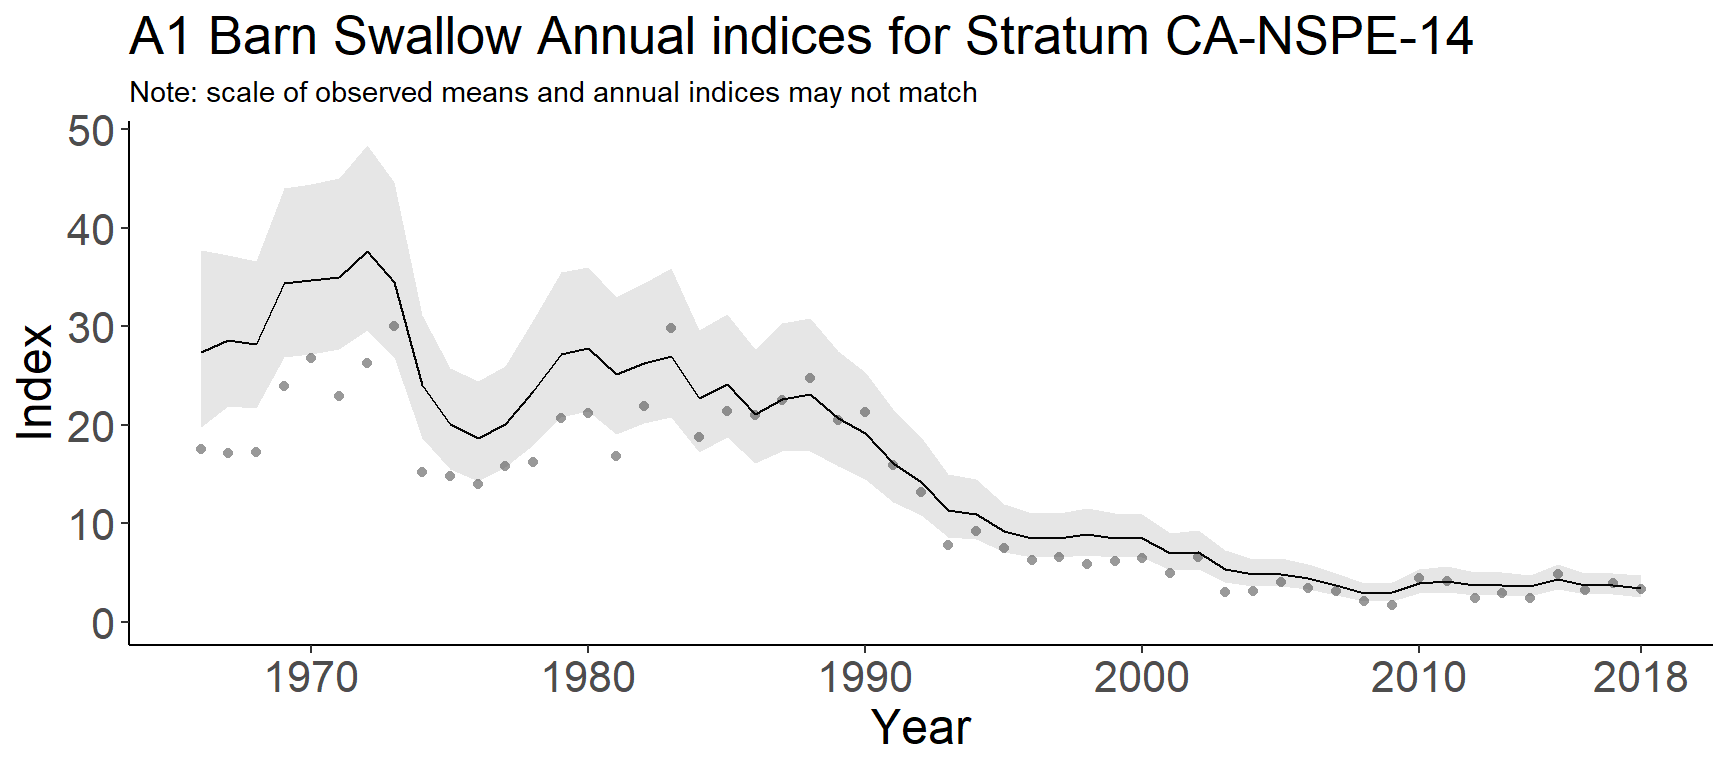 A1 Barn Swallow Annual indices for Stratum CA-NSPE-14
Note: scale of observed means and annual indices may not match
50
40
30
20
10
0
Index
1970 1980 1990 2000 2010 2018
Year